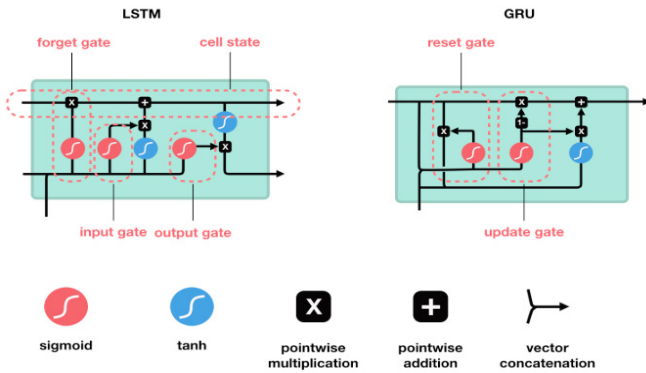 LSTM
GRU
forget gate
cell state
reset gate
x
+
x
x
+
x
1-
x
x
input gate
output gate
update gate
x
+
sigmoid
tanh
pointwise
multiplication
pointwise
addition
vector
concatenation